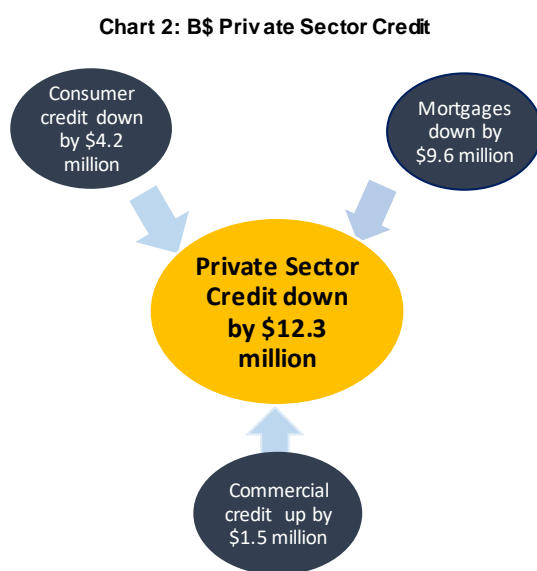 Chart 2: B$ Private Sector Credit
Consumer
credit down
by $4.2
million
Mortgages
down by
$9.6 million
Private Sector
Credit down
by $12.3
million
Commercial
credit up by
$1.5 million